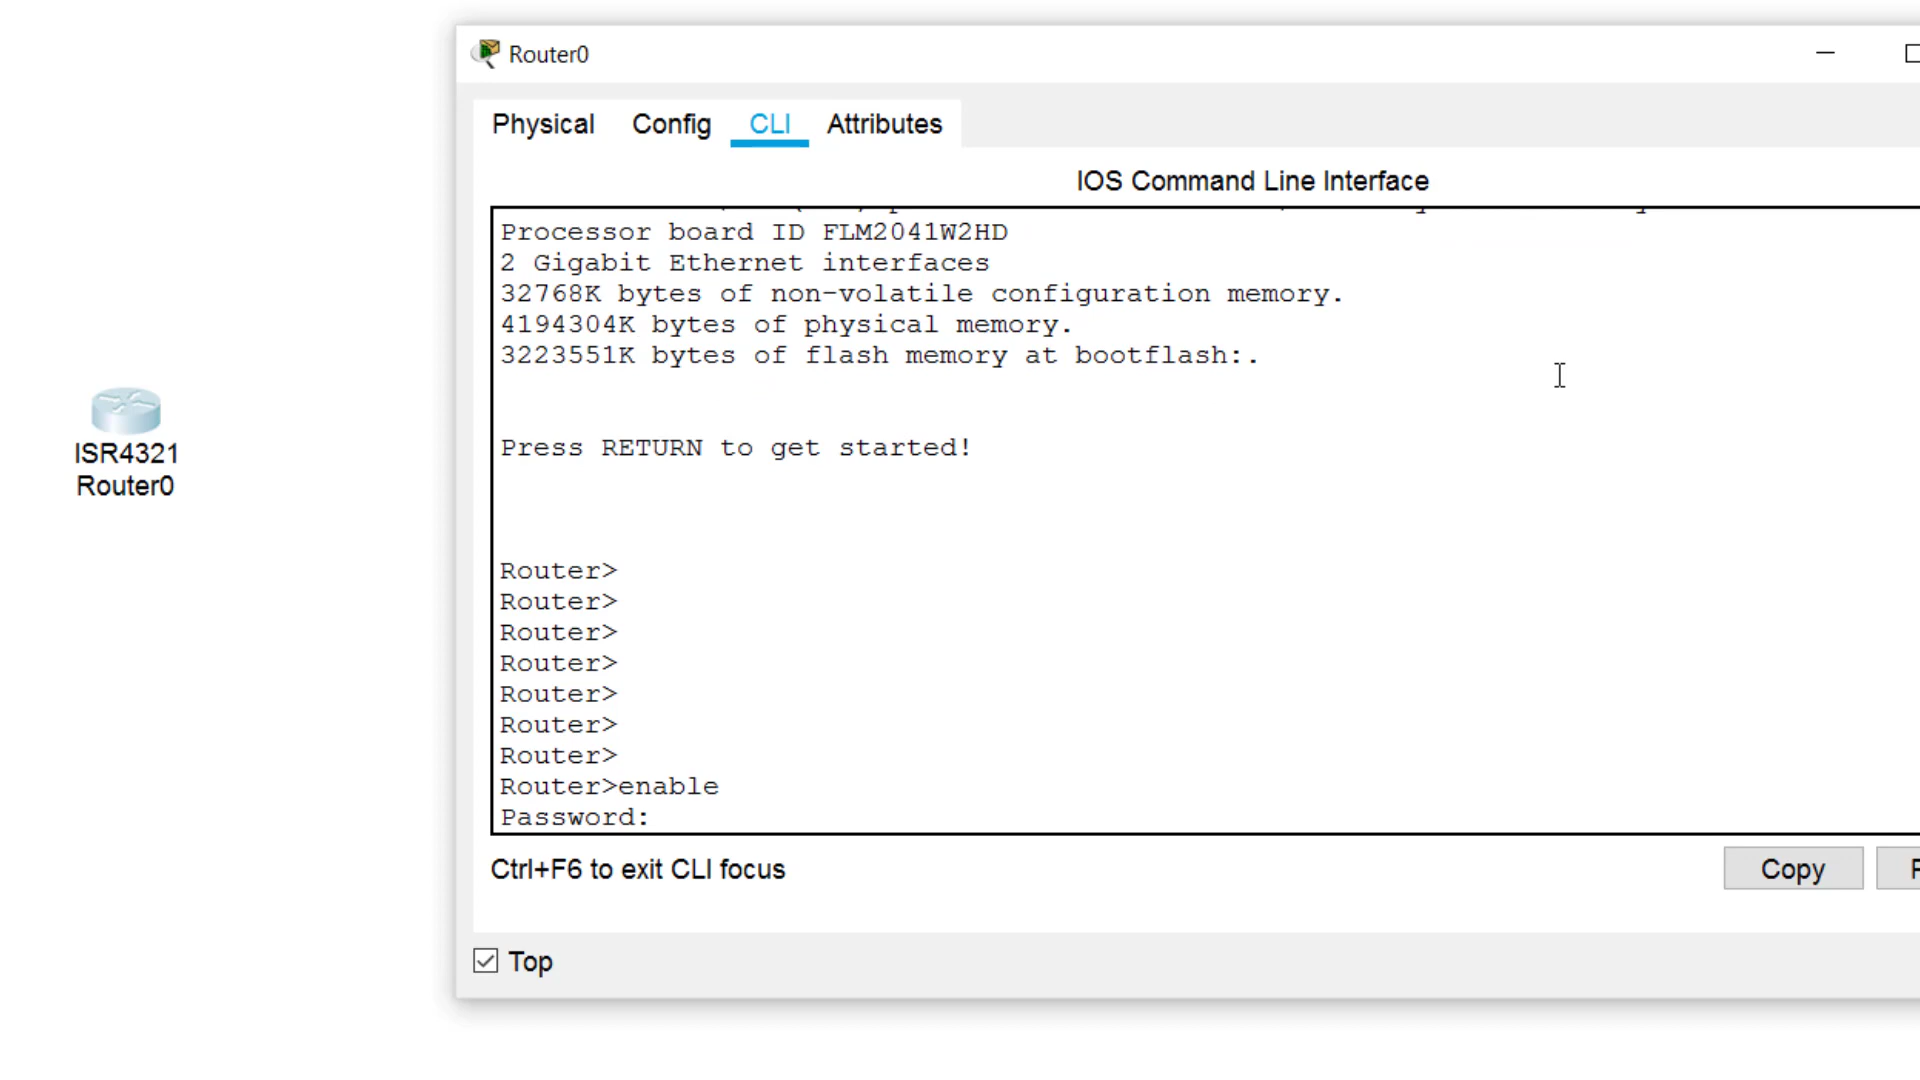 Router0
Physical Config CLI Attributes
IOS Command Line Interface
Processor board ID FLM2041W2HD
2 Gigabit Ethernet interfaces
32768K bytes of non-volatile configuration memory.
4194304K bytes of physical memory.
3223551K bytes of flash memory at bootflash:.
Press RETURN to get started!
Router>
Router>
Router>
Router>
Router>
Router>
Router>
Router>enable
Password:
Ctrl+F6 to exit CLI focus
Copy
Top
ISR4321
Router0